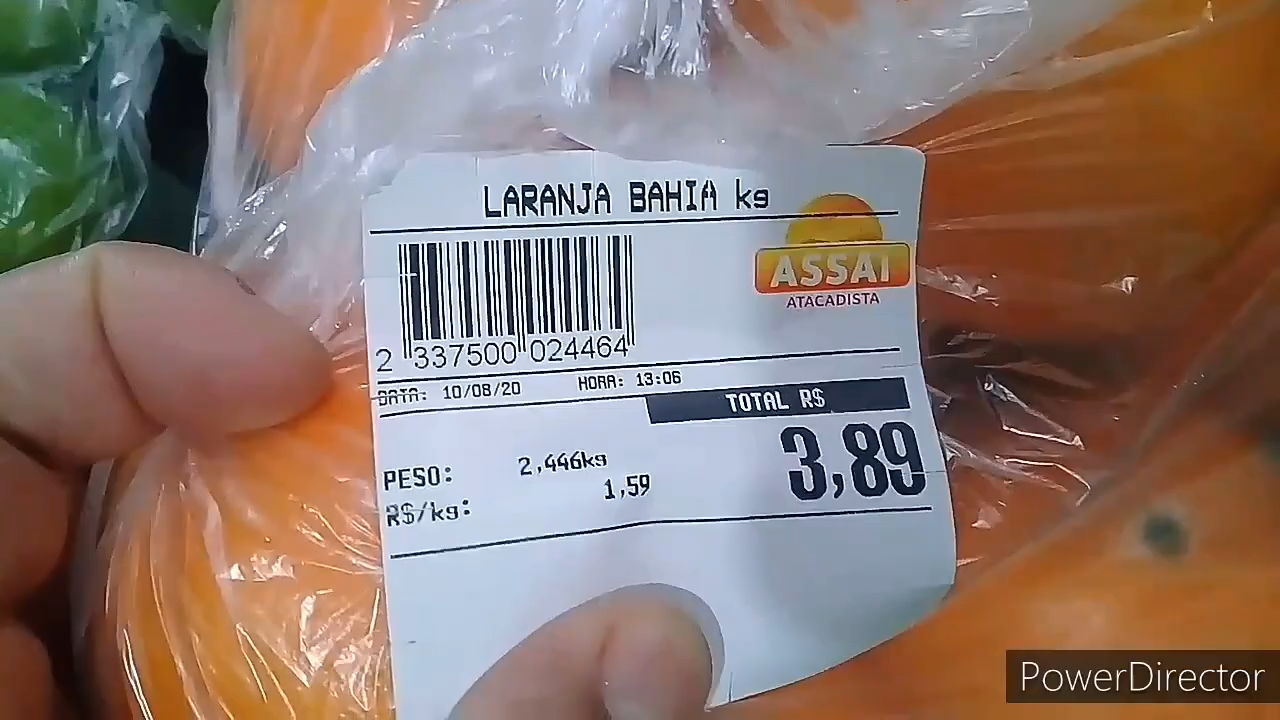 LARANJA BAHIA kg
ASSAÍ
ATACADISTA
2 337500 024464
DATA: 10/08/20 HORA: 13:06
TOTAL R$
3,89
PESO: 2,446kg
R$/kg: 1,59
PowerDirector